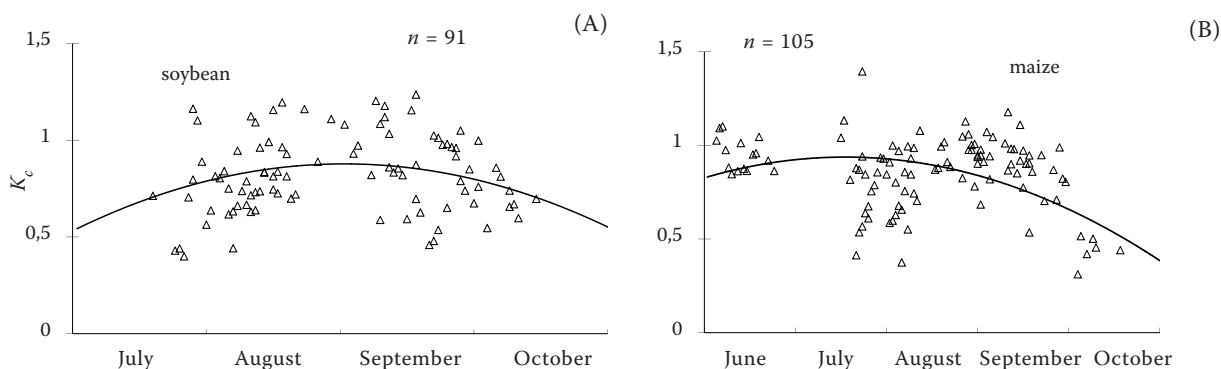 (A)
1,5
n = 91
soybean
1
K_c
0,5
0
July August September October
(B)
1,5
n = 105
maize
1
0,5
0
June July August September October